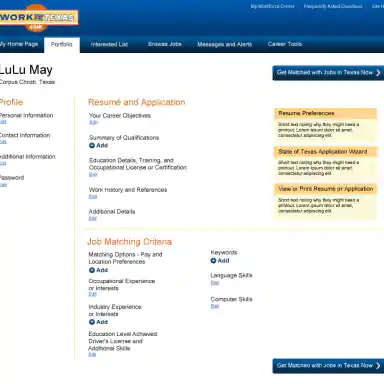 My Workforce Center
Frequently Asked Questions
Site
WORK IN TEXAS
.COM
My Home Page
Portfolio
Interested List
Browse Jobs
Messages and Alerts
Career Tools
LuLu May
Corpus Christi, Texas
Get Matched with Jobs in Texas Now
Profile
Personal Information
Edit
Contact Information
Edit
Additional Information
Edit
Password
Edit
Resume and Application
Your Career Objectives
Edit
Summary of Qualifications
Add
Education Details, Training, and
Occupational License or Certification
Edit
Work History and References
Edit
Additional Details
Edit
Resume Preferences
Short text noting why they might need a
printout. Lorem ipsum dolor sit amet,
consectetur adipiscing elit.
State of Texas Application Wizard
Short text noting why they might need a
printout. Lorem ipsum dolor sit amet,
consectetur adipiscing elit.
View or Print Resume or Application
Short text noting why they might need a
printout. Lorem ipsum dolor sit amet,
consectetur adipiscing elit.
Job Matching Criteria
Matching Options - Pay and
Location Preferences
Add
Occupational Experience
or Interests
Edit
Industry Experience
or Interests
Add
Education Level Achieved
Driver's License and
Additional Skills
Edit
Keywords
Add
Language Skills
Edit
Computer Skills
Edit
Get Matched with Jobs in Texas Now